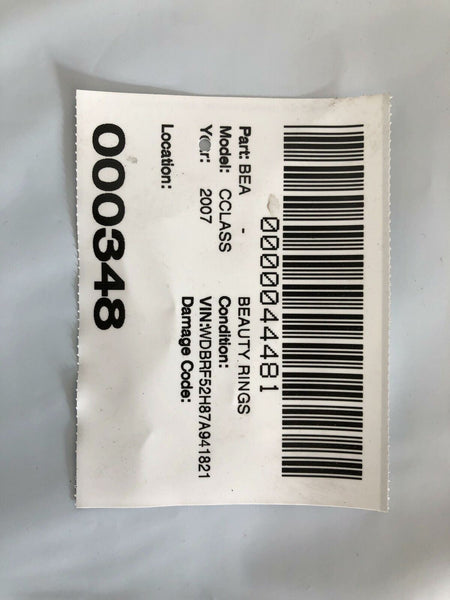 0000044481
Part: BEA - BEAUTY RINGS
Model: CCLASS Condition:
Year: 2007 VIN:WDBRF52H87A941821
Damage Code:
Location:
000348